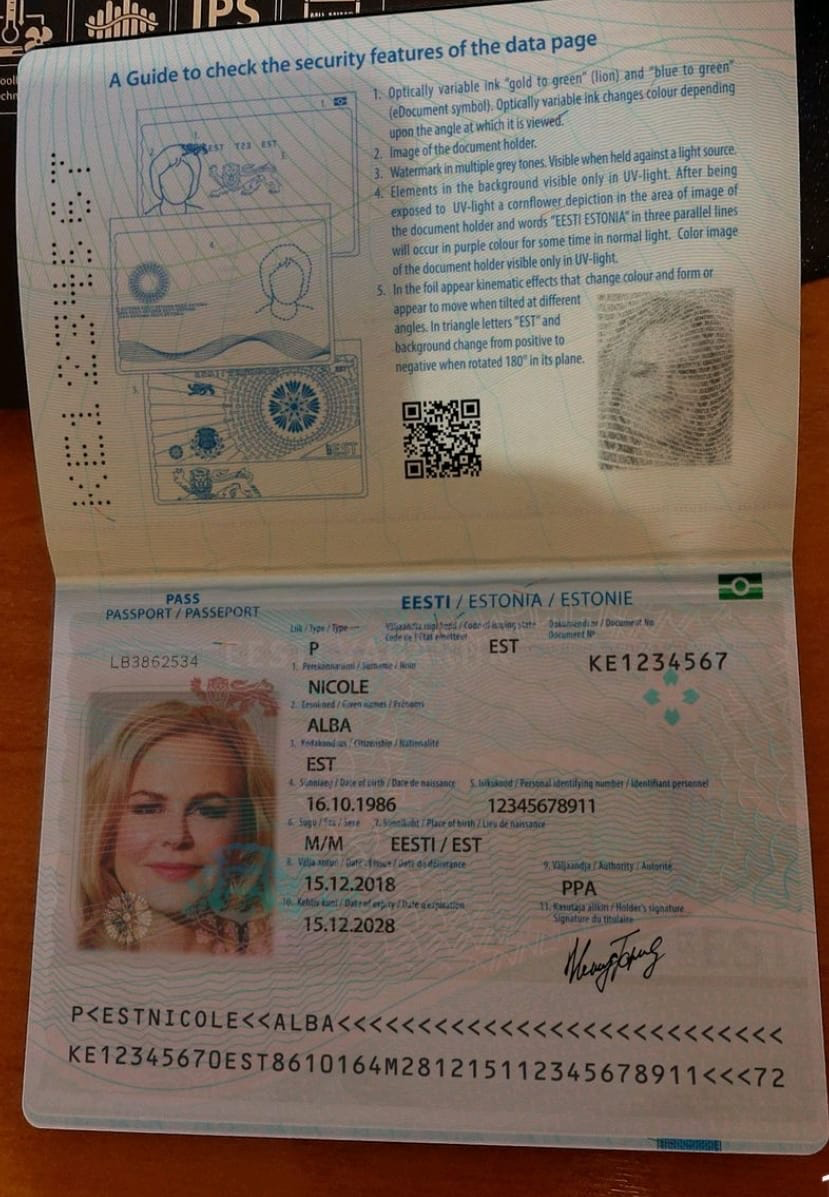 IPS
A Guide to check the security features of the data page
1. Optically variable ink "gold to green" (lion) and "blue to green"
(eDocument symbol). Optically variable ink changes colour depending
upon the angle at which it is viewed.
2. Image of the document holder.
3. Watermark in multiple grey tones. Visible when held against a light source.
4. Elements in the background visible only in UV-light. After being
exposed to UV-light a cornflower depiction in the area of image of
the document holder and words "EESTI ESTONIA" in three parallel lines
will occur in purple colour for some time in normal light. Color image
of the document holder visible only in UV-light.
5. In the foil appear kinematic effects that change colour and form or
appear to move when tilted at different
angles. In triangle letters "EST" and
background change from positive to
negative when rotated 180° in its plane.
KE1234567
EST
PASS
PASSPORT / PASSEPORT
EESTI / ESTONIA / ESTONIE
Liik / Type / Type
Code of issuing state
Document No
Code de l'État émetteur
Document Nº
P
EST
KE1234567
LB3862534
1. Perekonnanimi / Surname / Nom
NICOLE
2. Eesnimed / Given names / Prénoms
ALBA
3. Kodakondsus / Citizenship / Nationalité
EST
4. Sünniaeg / Date of birth / Date de naissance
5. Isikukood / Personal identifying number / Identifiant personnel
16.10.1986
12345678911
6. Sugu / Sex / Sexe
7. Sünnikoht / Place of birth / Lieu de naissance
M/M
EESTI / EST
8. Välja antud / Date of issue / Date de délivrance
9. Väljaandja / Authority / Autorité
15.12.2018
PPA
10. Kehtiv kuni / Date of expiry / Date d'expiration
11. Kasutaja allkiri / Holder's signature
Signature du titulaire
15.12.2028
P<ESTNICOLE<<ALBA<<<<<<<<<<<<<<<<<<<<<<<<<<<
KE12345670EST8610164M281215112345678911<<<72